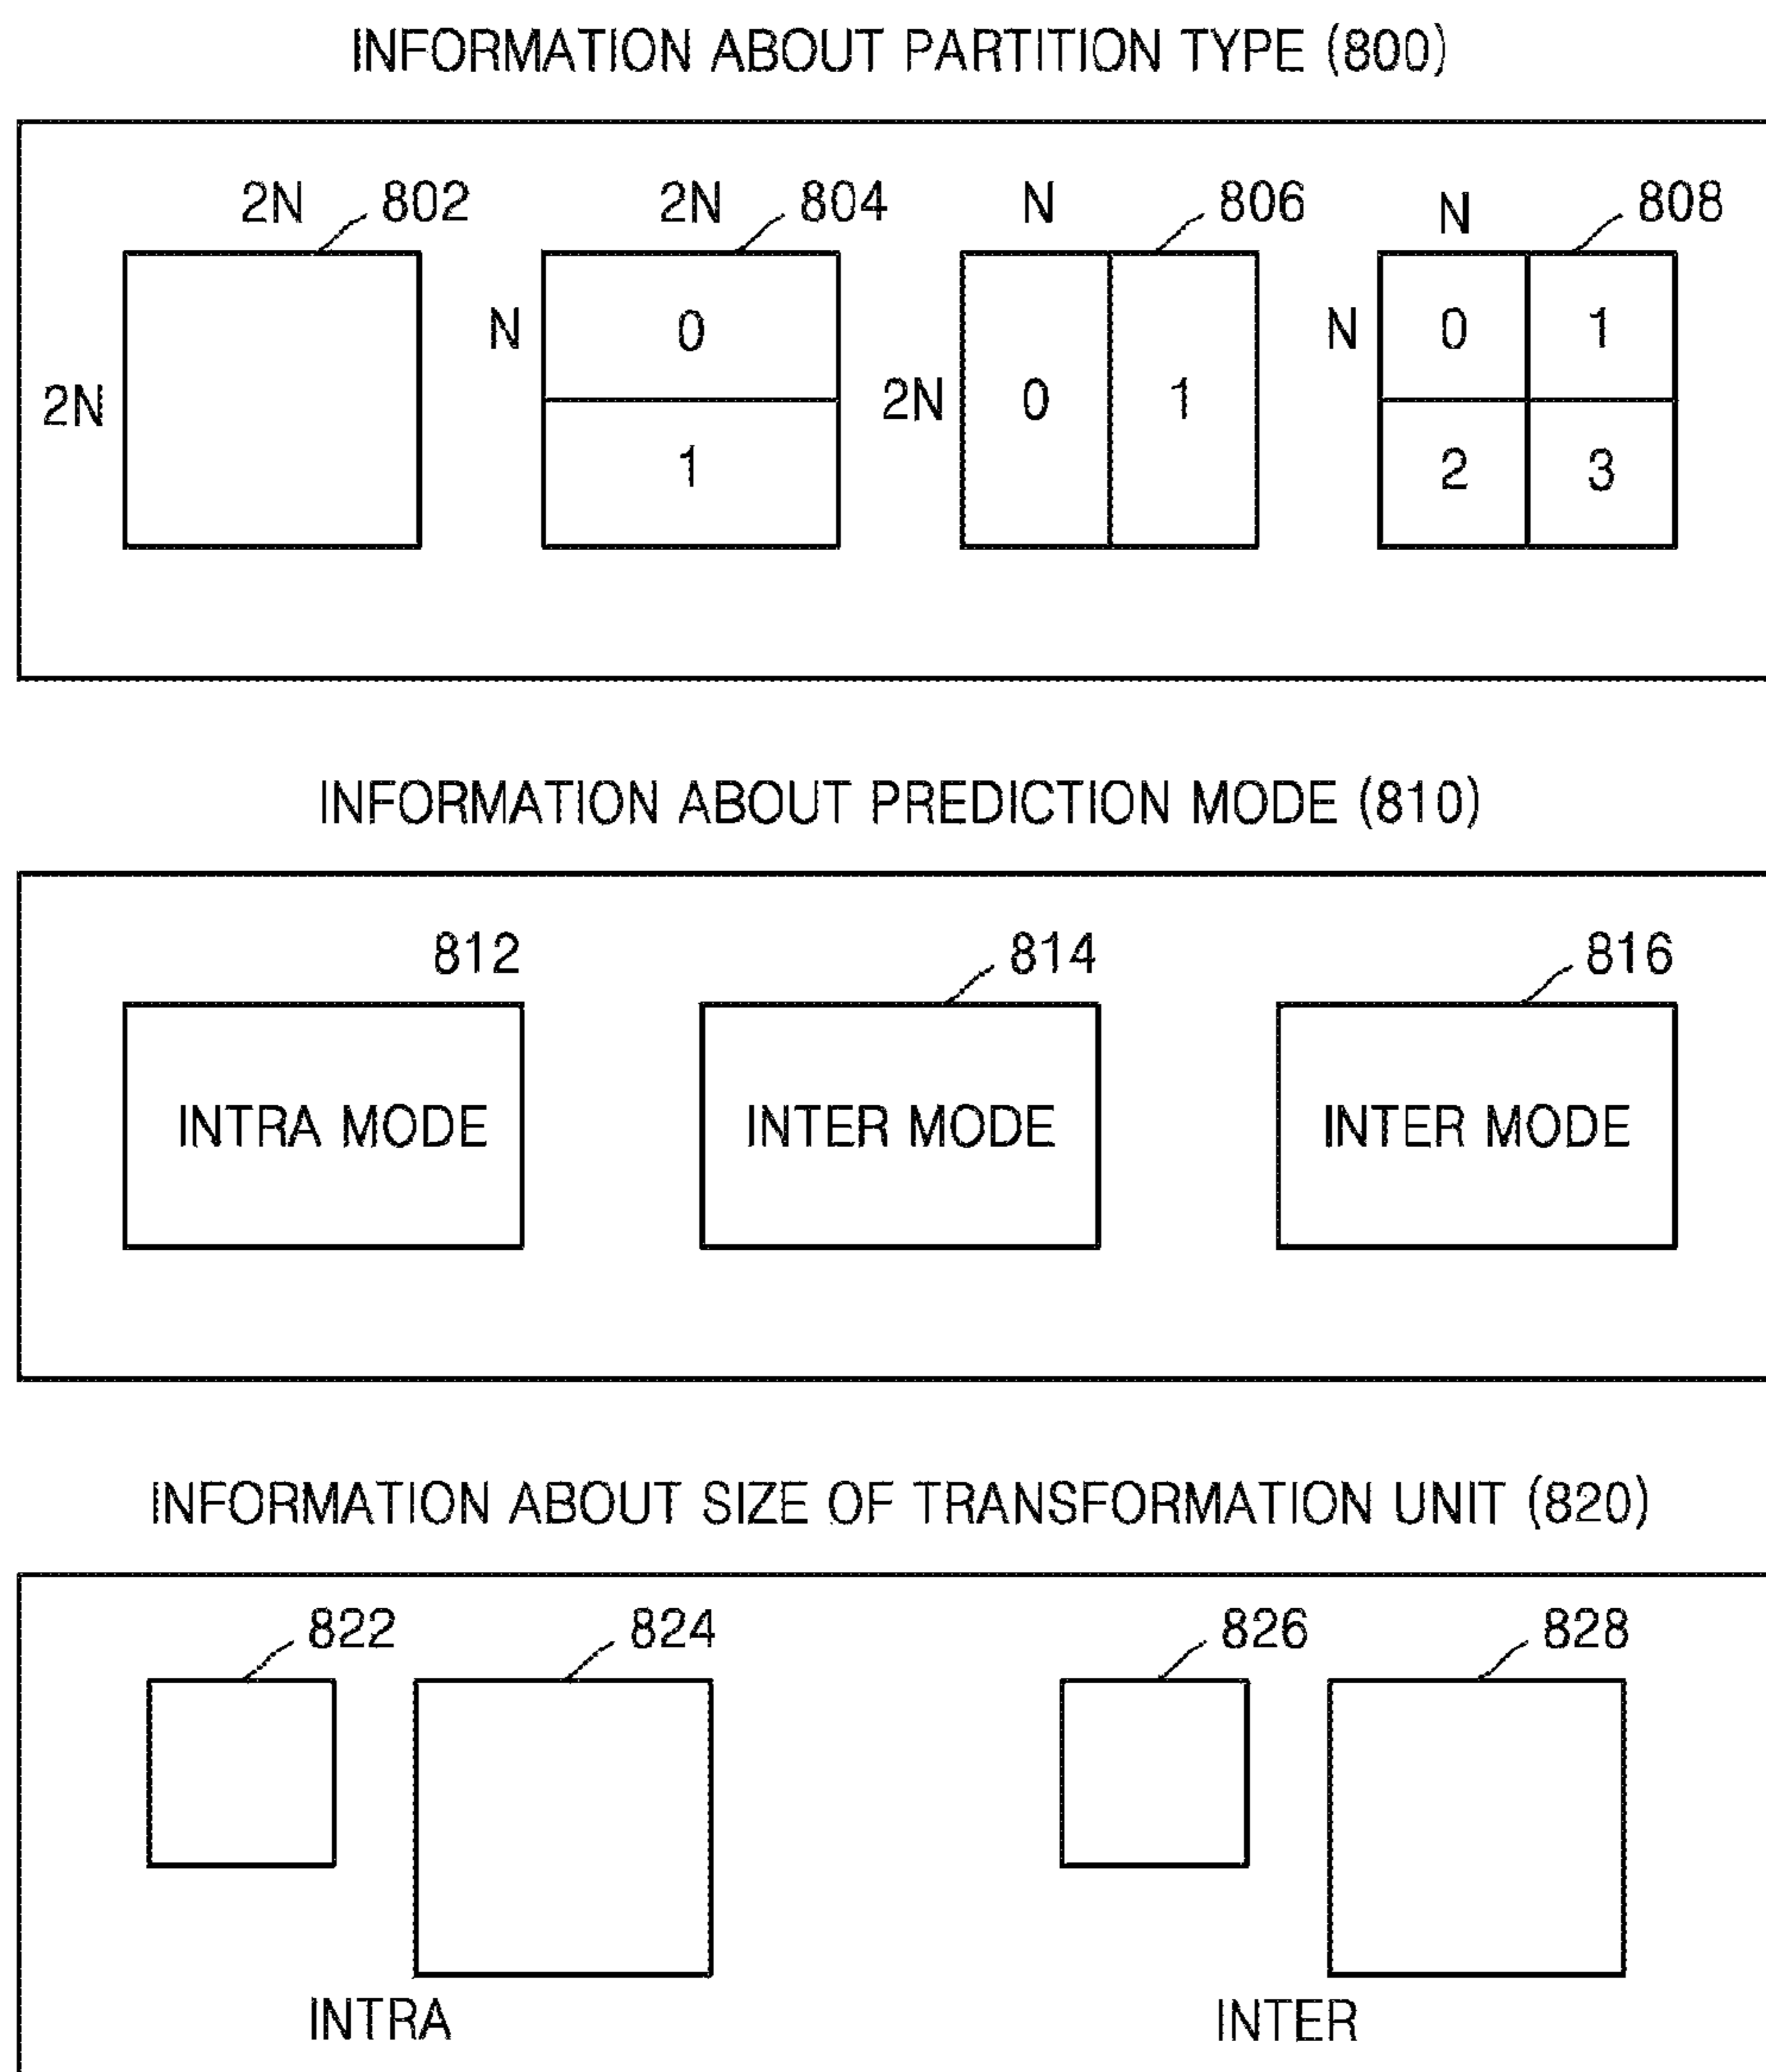 INFORMATION ABOUT PARTITION TYPE (800)
2N 802 2N 804 N 806 N 808
2N
N 0 1
2N 0 1
N 0 1 2 3
INFORMATION ABOUT PREDICTION MODE (810)
812 814 816
INTRA MODE INTER MODE INTER MODE
INFORMATION ABOUT SIZE OF TRANSFORMATION UNIT (820)
822 824 826 828
INTRA INTER